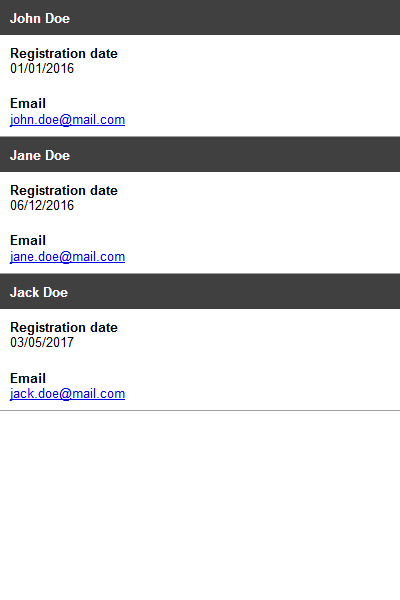 John Doe
Registration date
01/01/2016
Email
john.doe@mail.com
Jane Doe
Registration date
06/12/2016
Email
jane.doe@mail.com
Jack Doe
Registration date
03/05/2017
Email
jack.doe@mail.com